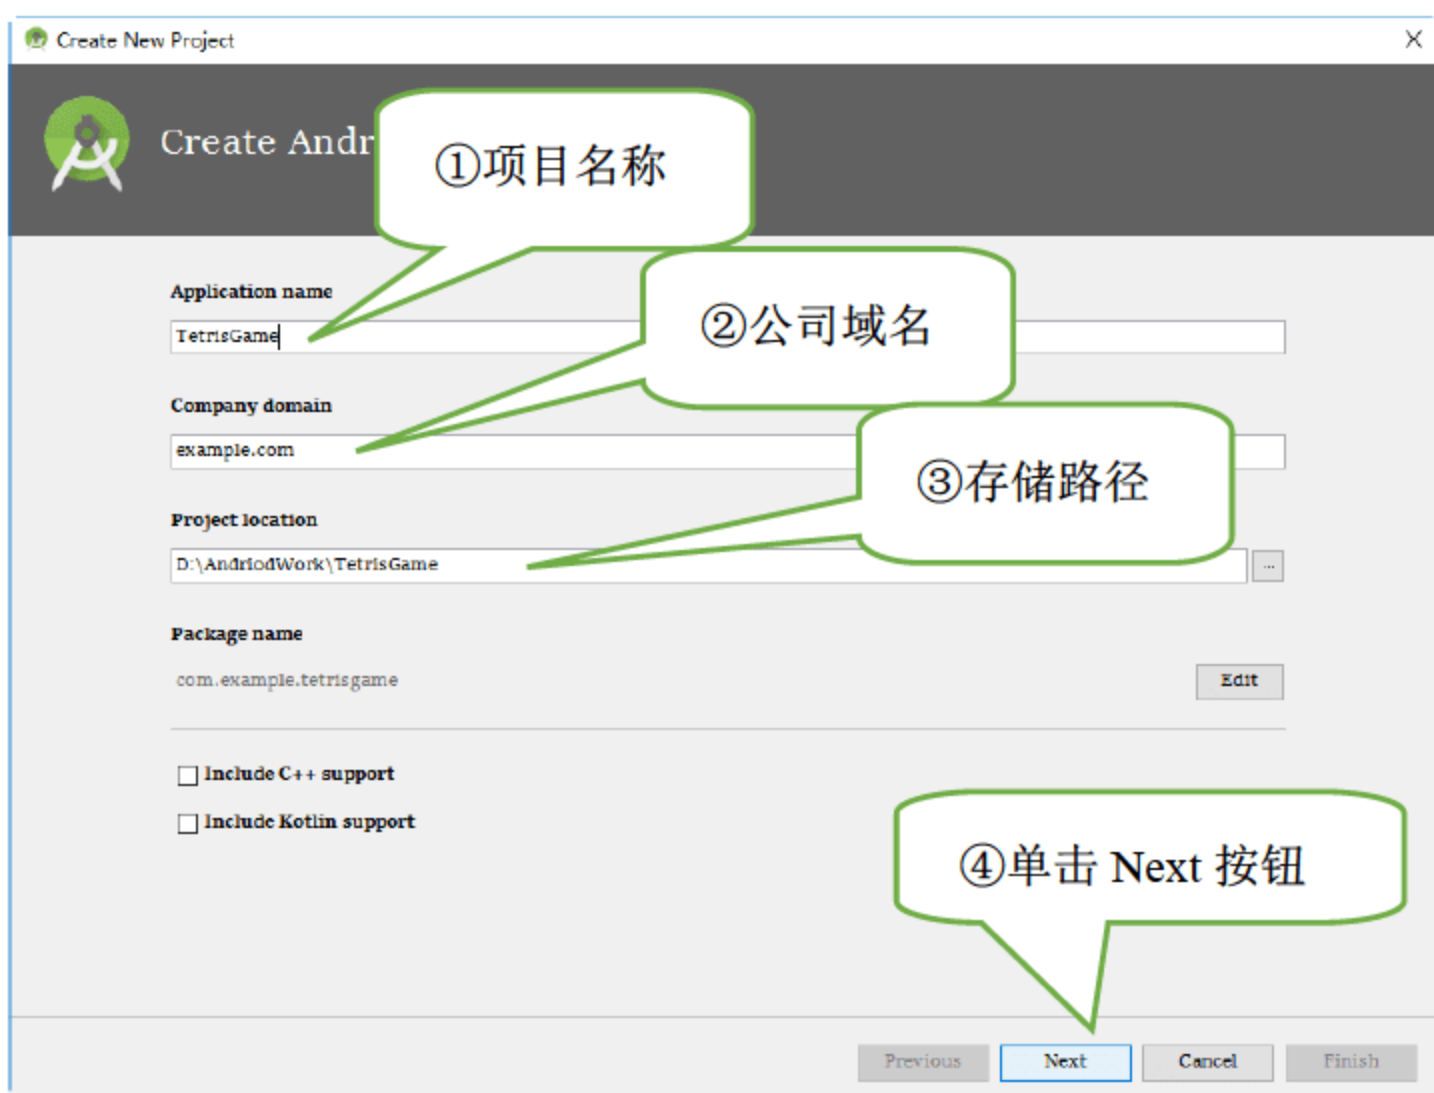 Create New Project
Create Andr
①项目名称
Application name
TetrisGame
②公司域名
Company domain
example.com
③存储路径
Project location
D:\AndriodWork\TetrisGame
...
Package name
com.example.tetrisgame
Edit
Include C++ support
Include Kotlin support
④单击 Next 按钮
Previous
Next
Cancel
Finish